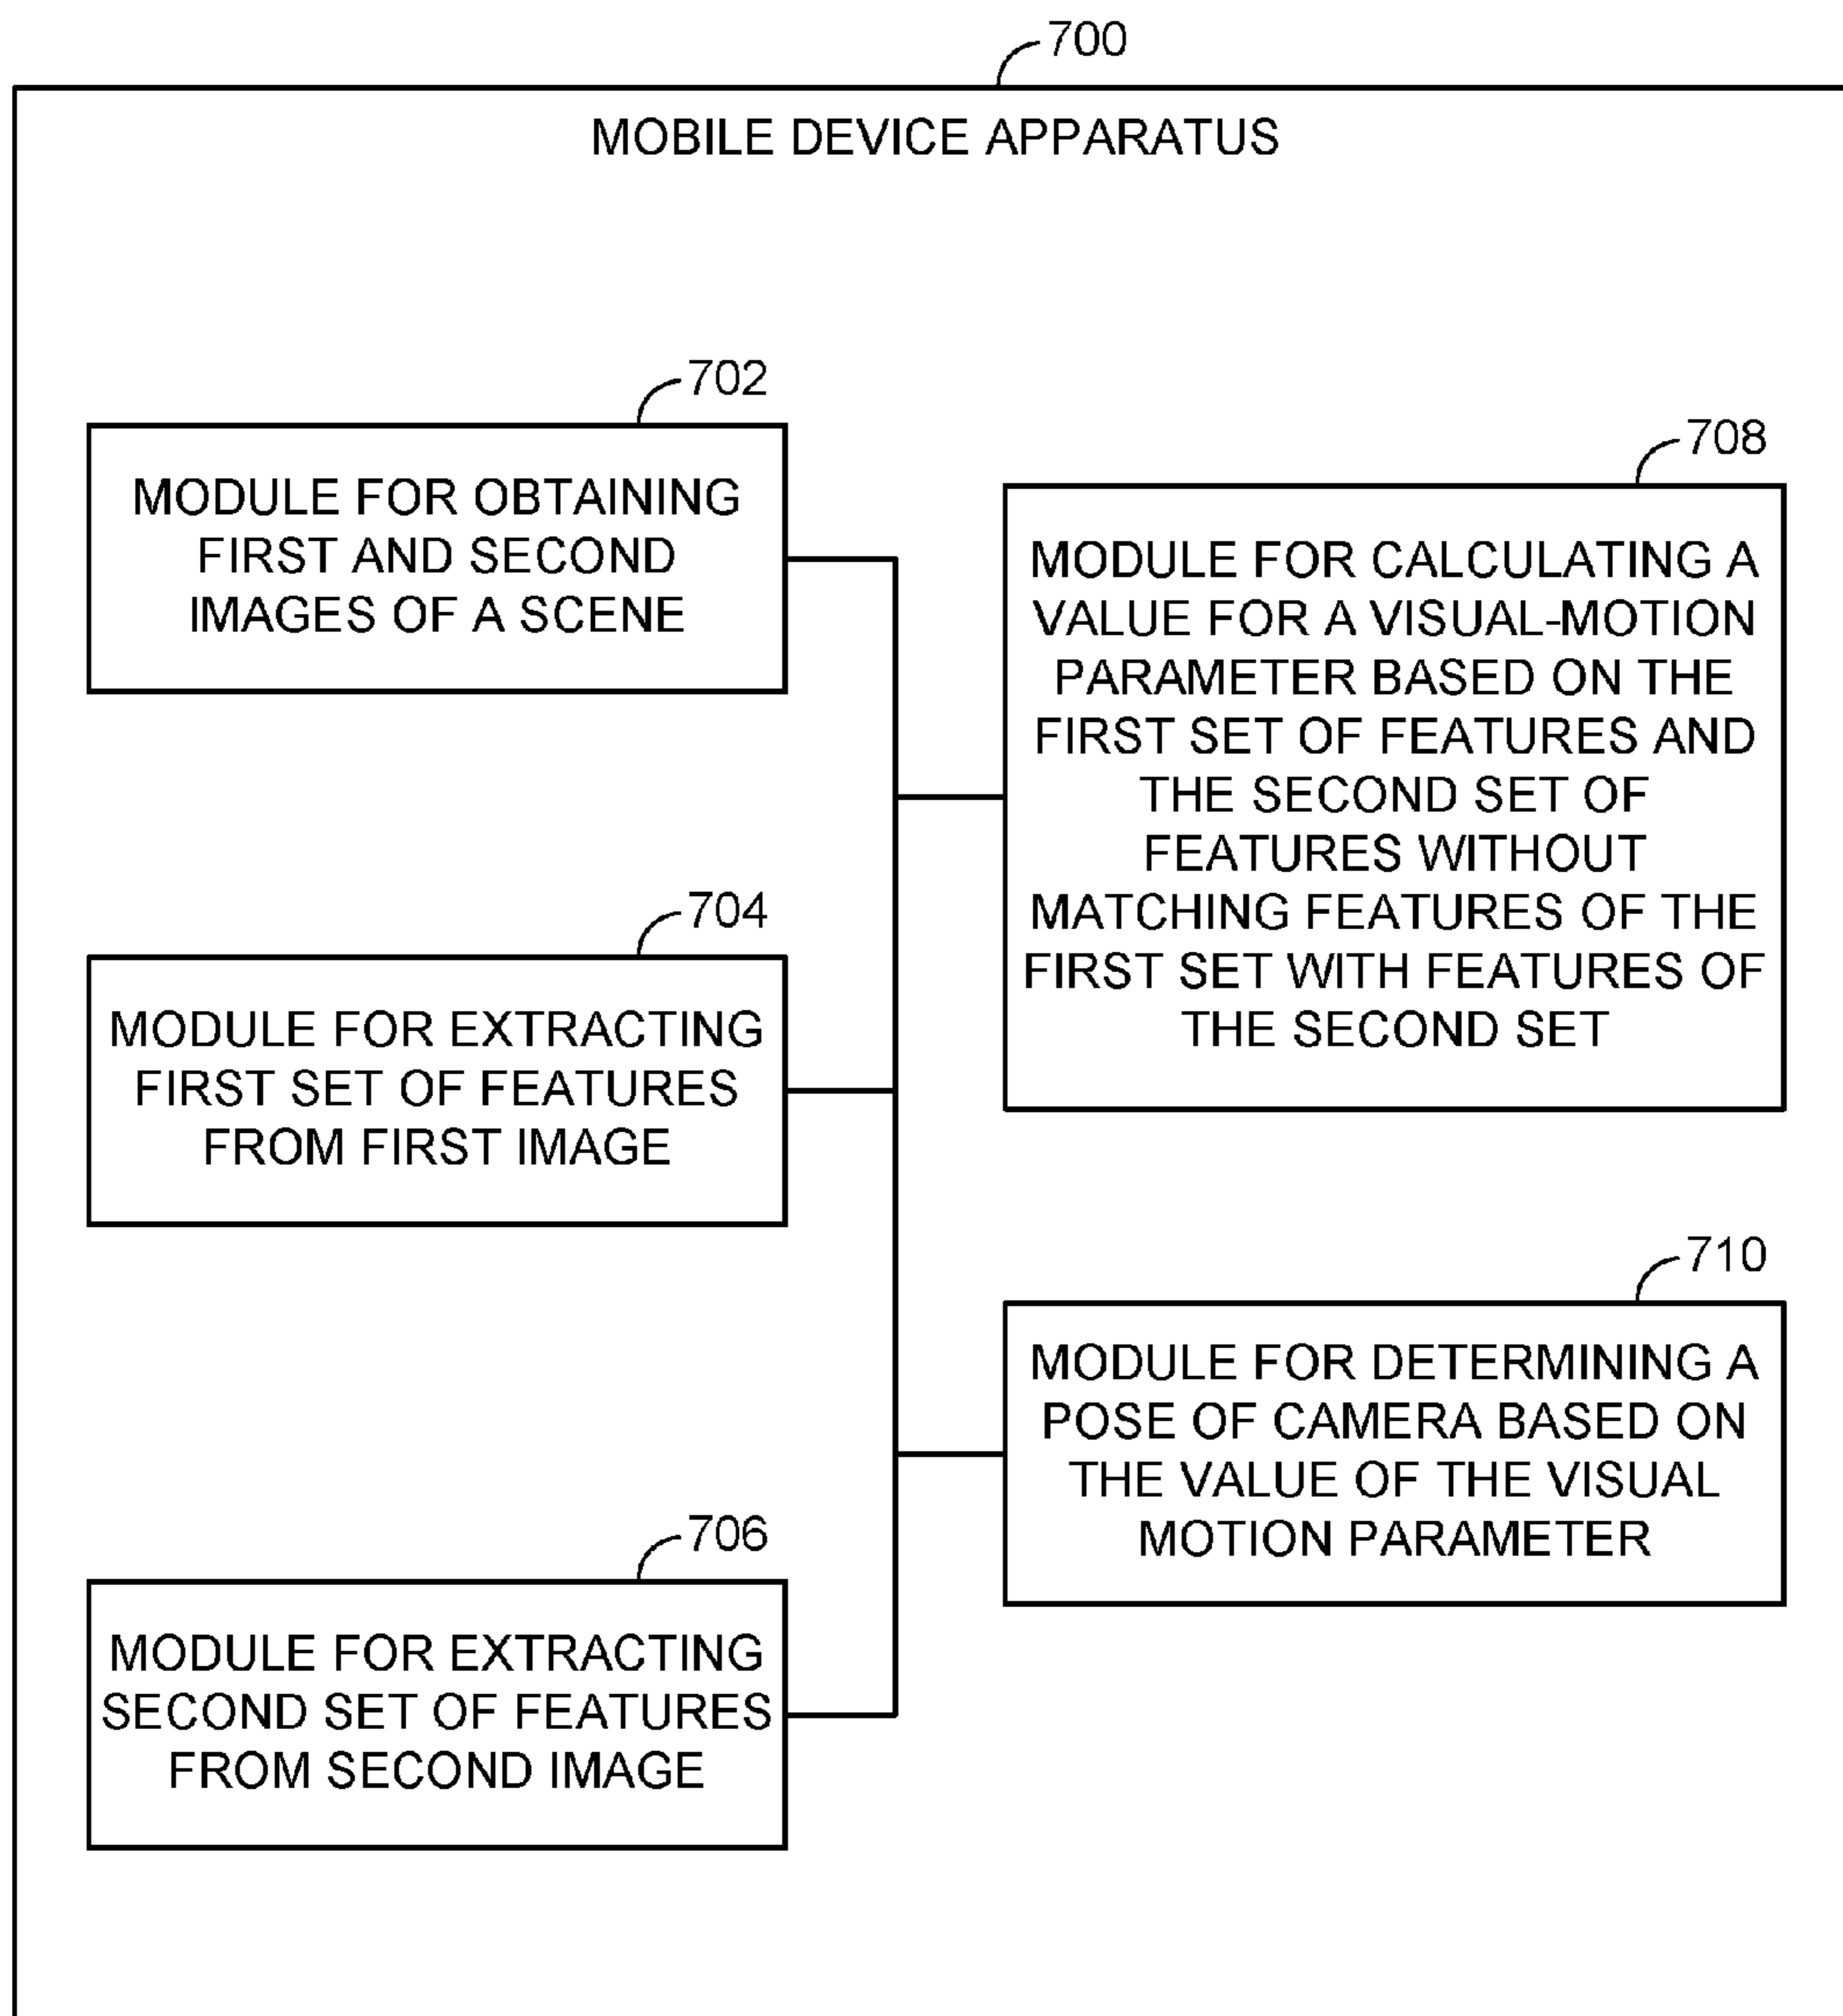 700
MOBILE DEVICE APPARATUS
702
MODULE FOR OBTAINING
FIRST AND SECOND
IMAGES OF A SCENE
704
MODULE FOR EXTRACTING
FIRST SET OF FEATURES
FROM FIRST IMAGE
706
MODULE FOR EXTRACTING
SECOND SET OF FEATURES
FROM SECOND IMAGE
708
MODULE FOR CALCULATING A
VALUE FOR A VISUAL-MOTION
PARAMETER BASED ON THE
FIRST SET OF FEATURES AND
THE SECOND SET OF
FEATURES WITHOUT
MATCHING FEATURES OF THE
FIRST SET WITH FEATURES OF
THE SECOND SET
710
MODULE FOR DETERMINING A
POSE OF CAMERA BASED ON
THE VALUE OF THE VISUAL
MOTION PARAMETER